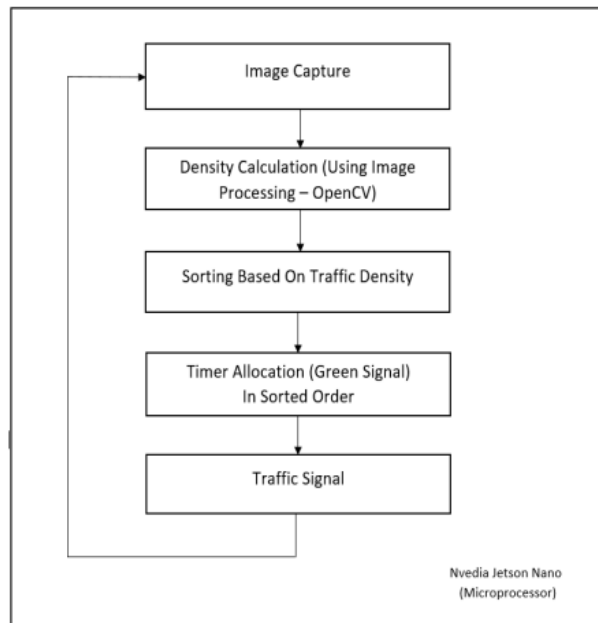 Image Capture
Density Calculation (Using Image
Processing – OpenCV)
Sorting Based On Traffic Density
Timer Allocation (Green Signal)
In Sorted Order
Traffic Signal
Nvedia Jetson Nano
(Microprocessor)